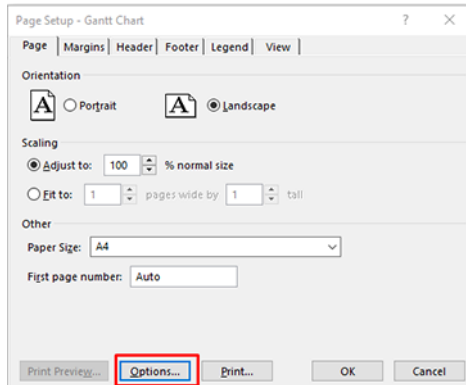 Page Setup - Gantt Chart ? X
Page Margins Header Footer Legend View
Orientation
A Portrait A Landscape
Scaling
Adjust to: 100 % normal size
Fit to: 1 pages wide by 1 tall
Other
Paper Size: A4
First page number: Auto
Print Preview... Options... Print... OK Cancel